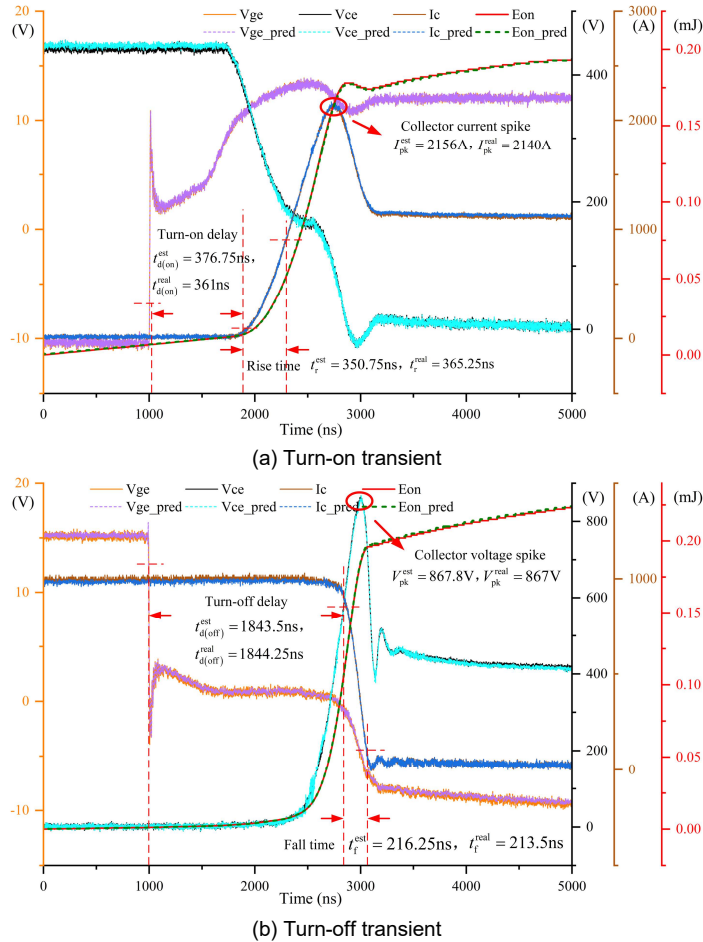 Vge Vce Ic Eon
Vge_pred Vce_pred Ic_pred Eon_pred
(V) (V) (A) (mJ)
20
15
10
5
0
-5
-10
400
200
0
3000
2000
1000
0
0.20
0.15
0.10
0.05
0.00
Collector current spike
I_pk^est = 2156A, I_pk^real = 2140A
Turn-on delay
t_d(on)^est = 376.75ns,
t_d(on)^real = 361ns
Rise time t_r^est = 350.75ns, t_r^real = 365.25ns
0 1000 2000 3000 4000 5000
Time (ns)
(a) Turn-on transient
Vge Vce Ic Eon
Vge_pred Vce_pred Ic_pred Eon_pred
(V) (V) (A) (mJ)
20
15
10
5
0
-5
-10
800
600
400
200
0
1000
0
0.20
0.15
0.10
0.05
0.00
Collector voltage spike
V_pk^est = 867.8V, V_pk^real = 867V
Turn-off delay
t_d(off)^est = 1843.5ns,
t_d(off)^real = 1844.25ns
Fall time t_f^est = 216.25ns, t_f^real = 213.5ns
0 1000 2000 3000 4000 5000
Time (ns)
(b) Turn-off transient